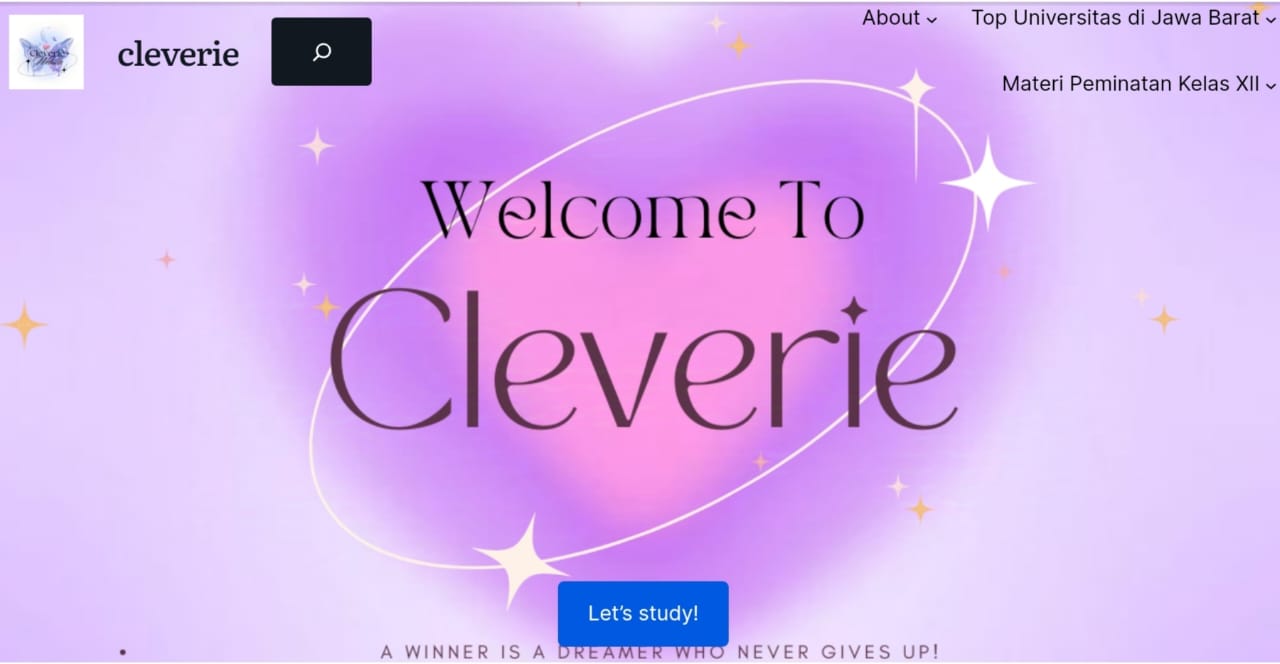 cleverie
About
Top Universitas di Jawa Barat
Materi Peminatan Kelas XII
Welcome To
Cleverie
Let's study!
A WINNER IS A DREAMER WHO NEVER GIVES UP!